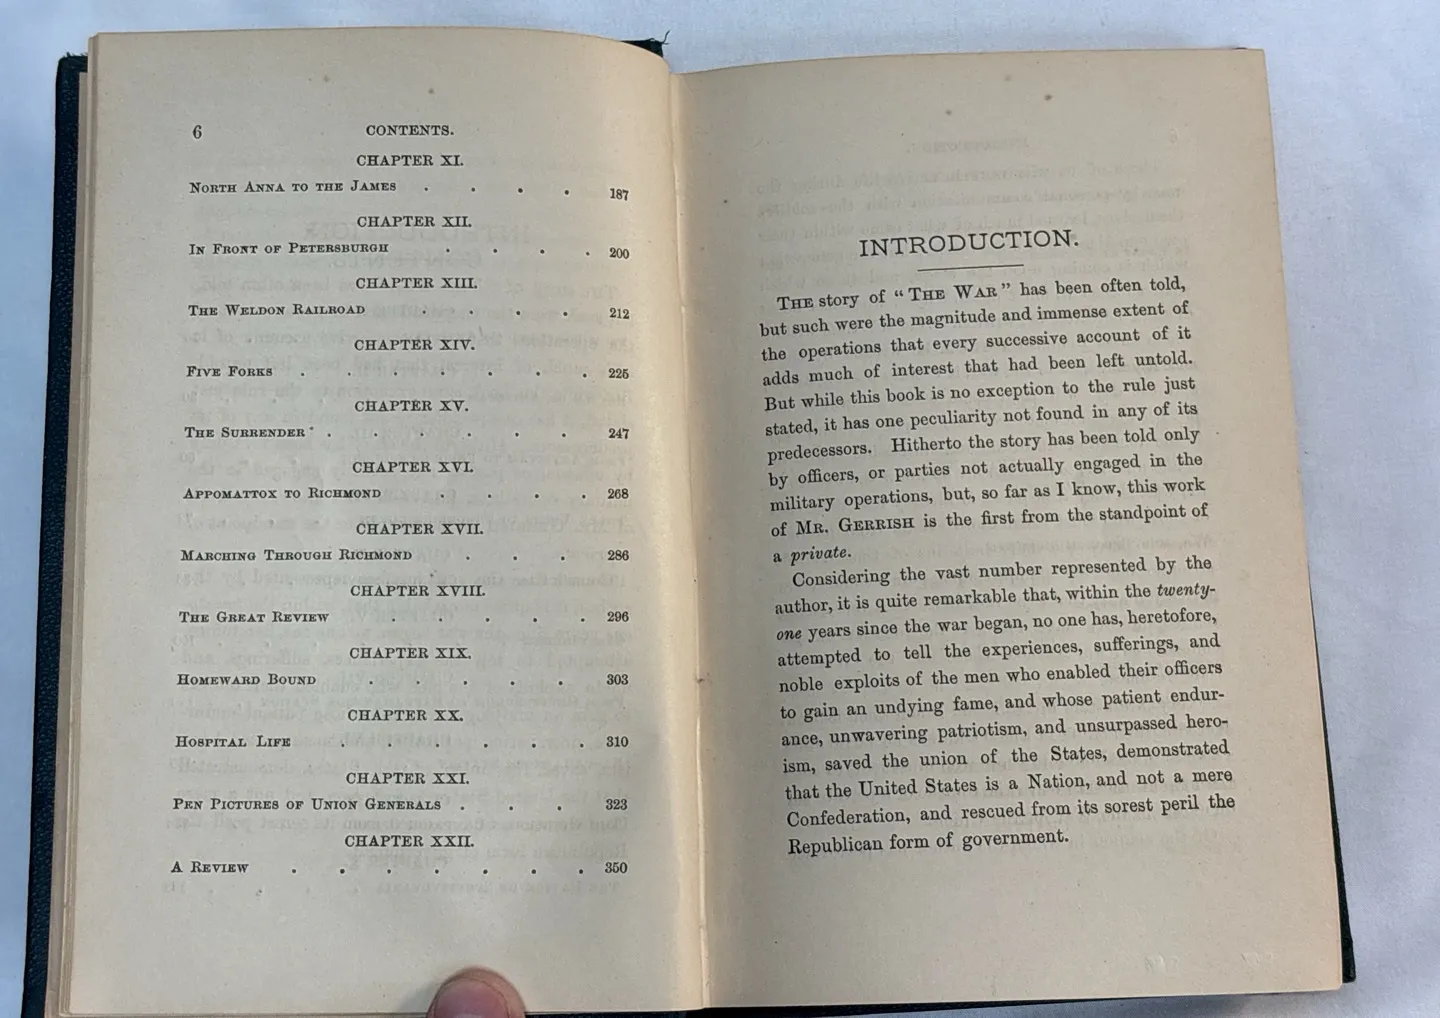 6 CONTENTS.
CHAPTER XI.
NORTH ANNA TO THE JAMES . . . . 187
CHAPTER XII.
IN FRONT OF PETERSBURGH . . . . 200
CHAPTER XIII.
THE WELDON RAILROAD . . . . 212
CHAPTER XIV.
FIVE FORKS . . . . . . . 225
CHAPTER XV.
THE SURRENDER . . . . . . 247
CHAPTER XVI.
APPOMATTOX TO RICHMOND . . . . 268
CHAPTER XVII.
MARCHING THROUGH RICHMOND . . . 286
CHAPTER XVIII.
THE GREAT REVIEW . . . . . 296
CHAPTER XIX.
HOMEWARD BOUND . . . . . 303
CHAPTER XX.
HOSPITAL LIFE . . . . . . 310
CHAPTER XXI.
PEN PICTURES OF UNION GENERALS . . . 323
CHAPTER XXII.
A REVIEW . . . . . . . 350
INTRODUCTION.
THE story of “THE WAR” has been often told,
but such were the magnitude and immense extent of
the operations that every successive account of it
adds much of interest that had been left untold.
But while this book is no exception to the rule just
stated, it has one peculiarity not found in any of its
predecessors. Hitherto the story has been told only
by officers, or parties not actually engaged in the
military operations, but, so far as I know, this work
of MR. GERRISH is the first from the standpoint of
a private.
Considering the vast number represented by the
author, it is quite remarkable that, within the twenty-
one years since the war began, no one has, heretofore,
attempted to tell the experiences, sufferings, and
noble exploits of the men who enabled their officers
to gain an undying fame, and whose patient endur-
ance, unwavering patriotism, and unsurpassed hero-
ism, saved the union of the States, demonstrated
that the United States is a Nation, and not a mere
Confederation, and rescued from its sorest peril the
Republican form of government.